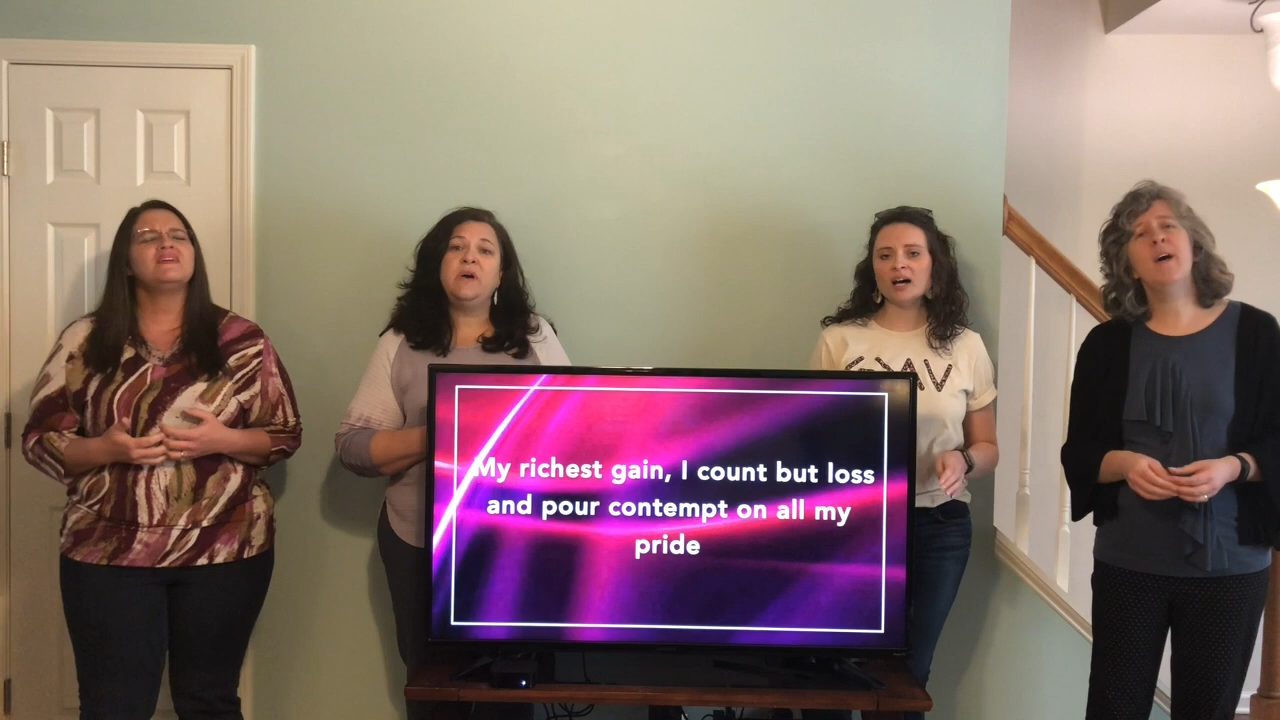 My richest gain, I count but loss
and pour contempt on all my
pride